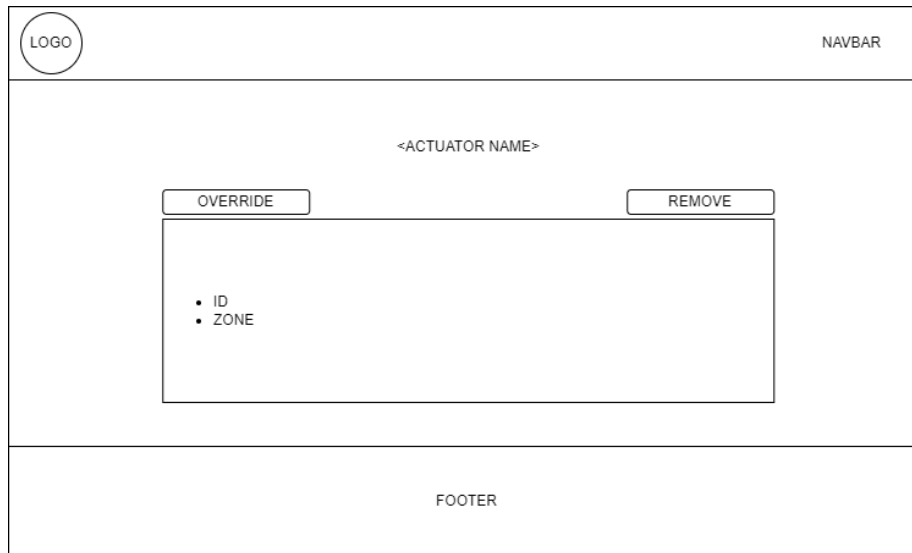 LOGO
NAVBAR
<ACTUATOR NAME>
OVERRIDE
REMOVE
• ID
• ZONE
FOOTER